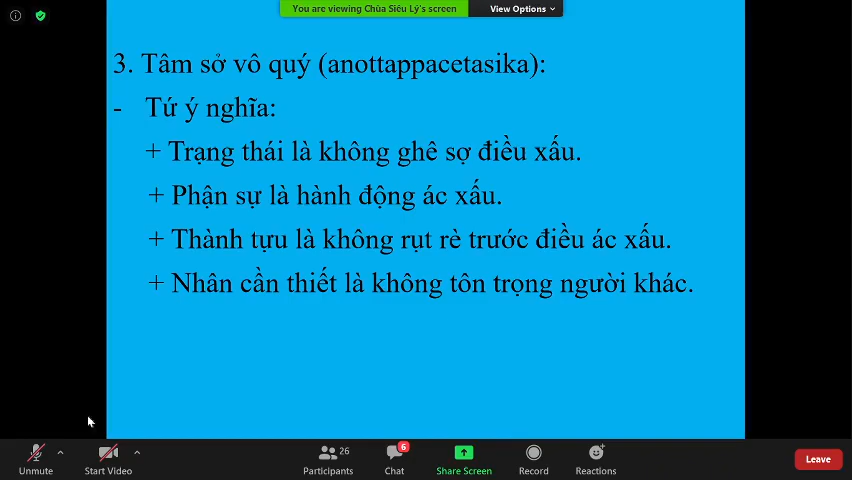 You are viewing Chùa Siêu Lý's screen
View Options
3. Tâm sở vô quý (anottappacetasika):
- Tứ ý nghĩa:
+ Trạng thái là không ghê sợ điều xấu.
+ Phận sự là hành động ác xấu.
+ Thành tựu là không rụt rè trước điều ác xấu.
+ Nhân cần thiết là không tôn trọng người khác.
26
6
Unmute
Start Video
Participants
Chat
Share Screen
Record
Reactions
Leave